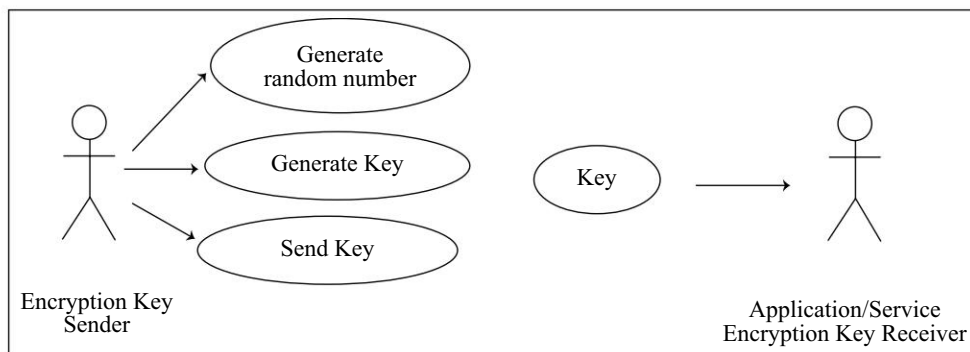 Generate
random number
Generate Key
Send Key
Key
Encryption Key
Sender
Application/Service
Encryption Key Receiver